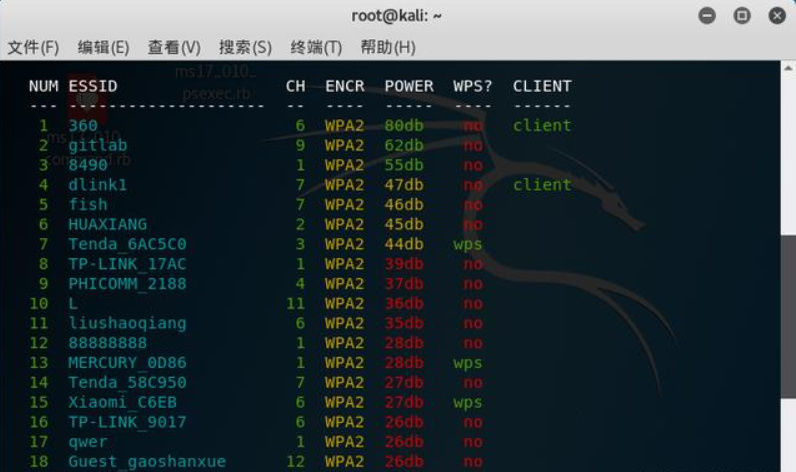 root@kali: ~
文件(F) 编辑(E) 查看(V) 搜索(S) 终端(T) 帮助(H)
ms17_010_
psexec.rb
NUM ESSID CH ENCR POWER WPS? CLIENT
--- -------------------- -- ---- ----- ---- ------
1 360 6 WPA2 80db no client
2 gitlab 9 WPA2 62db no
3 8490 1 WPA2 55db no
4 dlink1 7 WPA2 47db no client
5 fish 7 WPA2 46db no
6 HUAXIANG 2 WPA2 45db no
7 Tenda_6AC5C0 3 WPA2 44db wps
8 TP-LINK_17AC 1 WPA2 39db no
9 PHICOMM_2188 4 WPA2 37db no
10 L 11 WPA2 36db no
11 liushaoqiang 6 WPA2 35db no
12 88888888 1 WPA2 28db no
13 MERCURY_0D86 1 WPA2 28db wps
14 Tenda_58C950 7 WPA2 27db no
15 Xiaomi_C6EB 6 WPA2 27db wps
16 TP-LINK_9017 6 WPA2 26db no
17 qwer 1 WPA2 26db no
18 Guest_gaoshanxue 12 WPA2 26db no